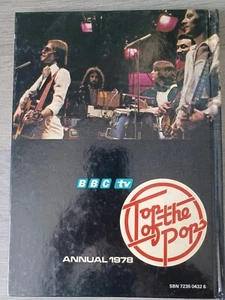 BBC tv
Top of
the Pops
ANNUAL 1978
SBN 7235 0432 6